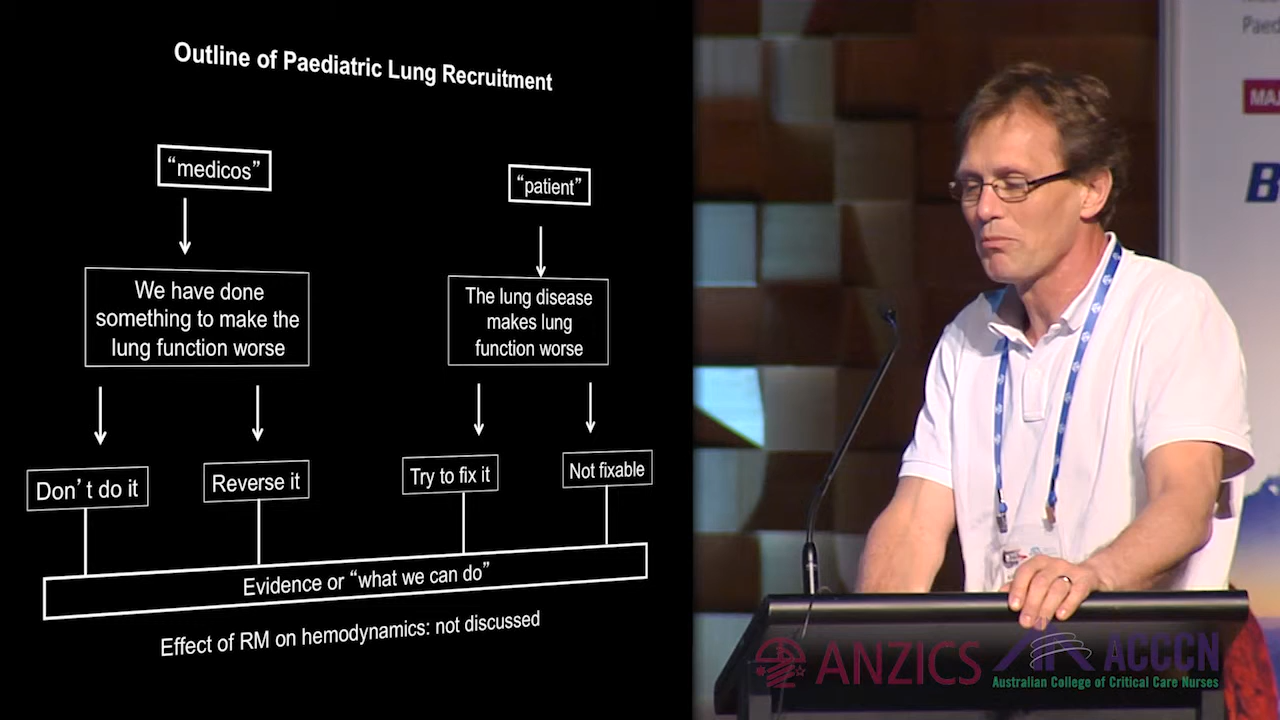 Outline of Paediatric Lung Recruitment
“medicos”
“patient”
We have done
something to make the
lung function worse
The lung disease
makes lung
function worse
Don’t do it
Reverse it
Try to fix it
Not fixable
Evidence or “what we can do”
Effect of RM on hemodynamics: not discussed
ANZICS
ACCCN
Australian College of Critical Care Nurses